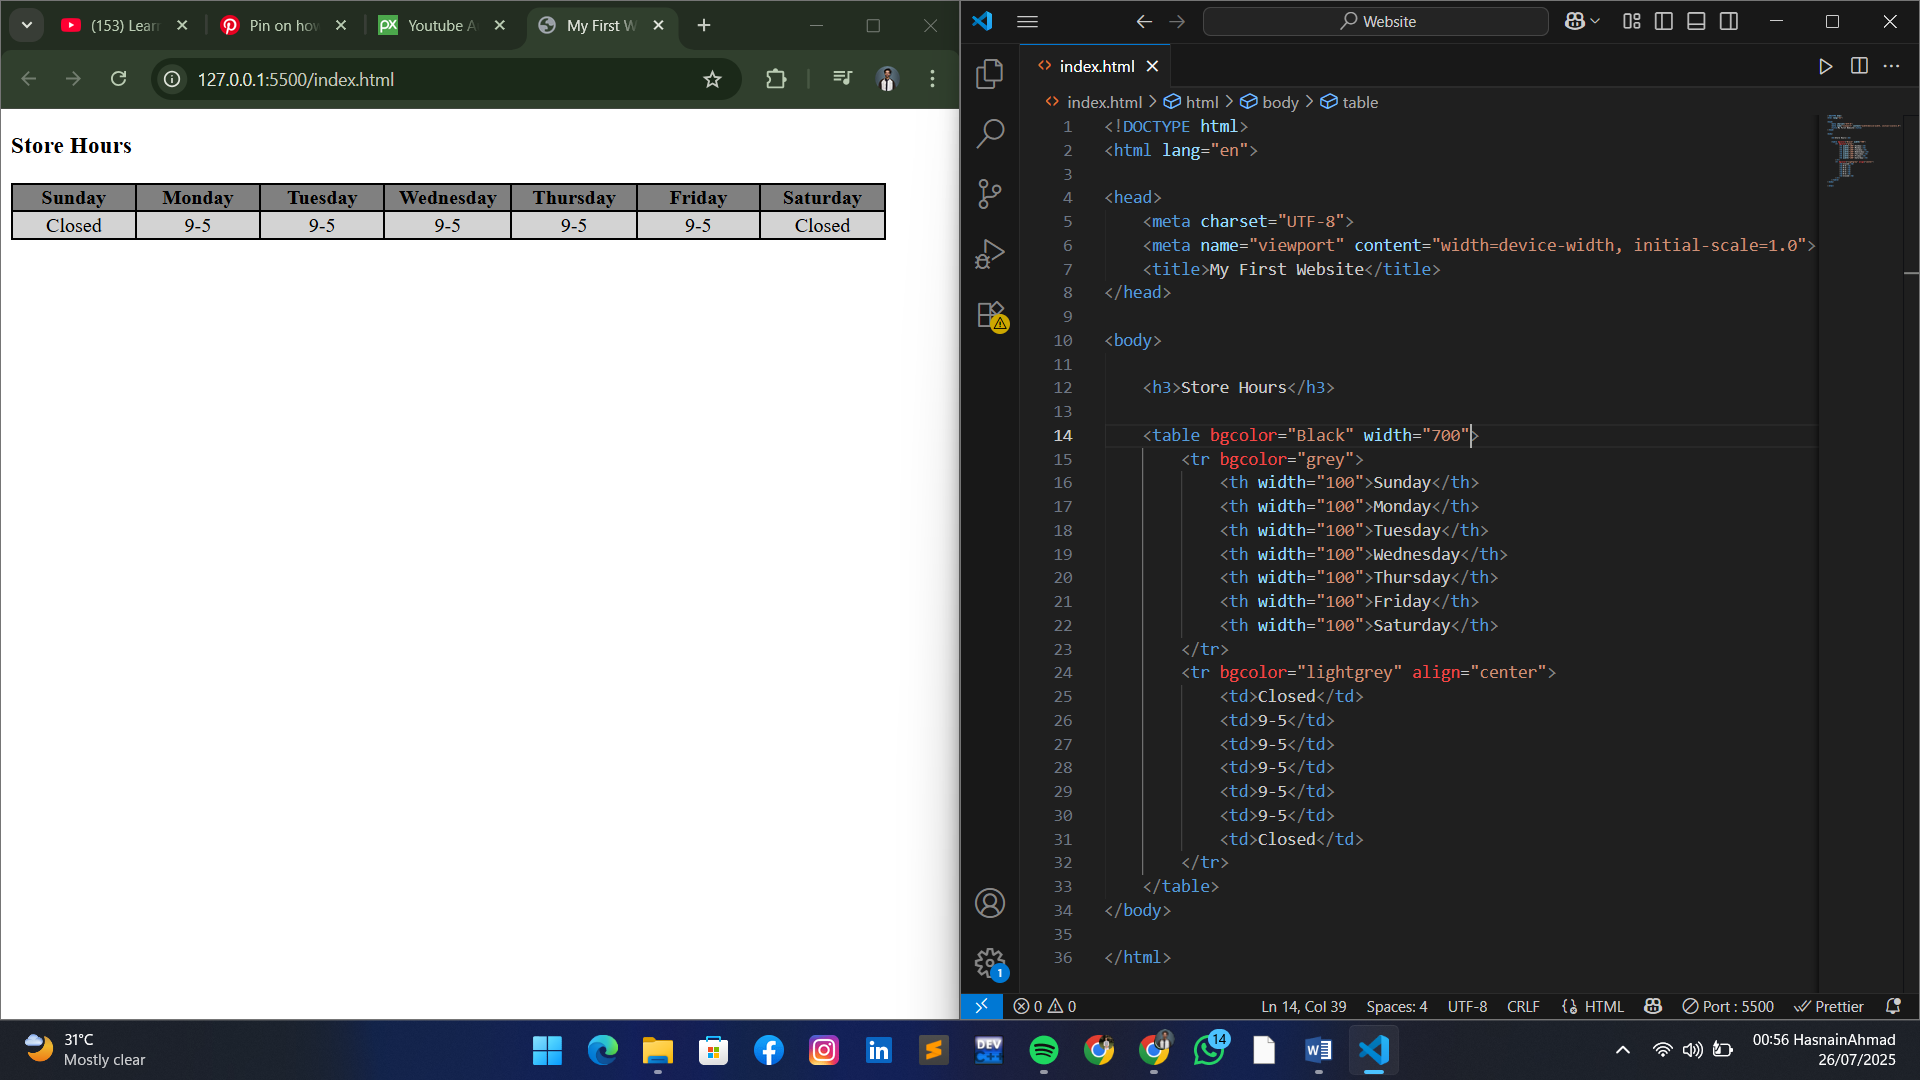 (153) Lear
Pin on how
Youtube A
My First W
127.0.0.1:5500/index.html
Store Hours
Sunday Monday Tuesday Wednesday Thursday Friday Saturday
Closed 9-5 9-5 9-5 9-5 9-5 Closed
Website
index.html
index.html > html > body > table
1 <!DOCTYPE html>
2 <html lang="en">
3
4 <head>
5 <meta charset="UTF-8">
6 <meta name="viewport" content="width=device-width, initial-scale=1.0">
7 <title>My First Website</title>
8 </head>
9
10 <body>
11
12 <h3>Store Hours</h3>
13
14 <table bgcolor="Black" width="700">
15 <tr bgcolor="grey">
16 <th width="100">Sunday</th>
17 <th width="100">Monday</th>
18 <th width="100">Tuesday</th>
19 <th width="100">Wednesday</th>
20 <th width="100">Thursday</th>
21 <th width="100">Friday</th>
22 <th width="100">Saturday</th>
23 </tr>
24 <tr bgcolor="lightgrey" align="center">
25 <td>Closed</td>
26 <td>9-5</td>
27 <td>9-5</td>
28 <td>9-5</td>
29 <td>9-5</td>
30 <td>9-5</td>
31 <td>Closed</td>
32 </tr>
33 </table>
34 </body>
35
36 </html>
1
0 0 Ln 14, Col 39 Spaces: 4 UTF-8 CRLF {} HTML Port : 5500 Prettier
31°C
Mostly clear
DEV
14
00:56 HasnainAhmad
26/07/2025